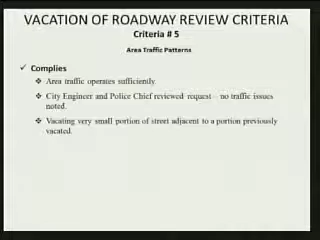 VACATION OF ROADWAY REVIEW CRITERIA
Criteria # 5
Area Traffic Patterns
✓ Complies
❖ Area traffic operates sufficiently.
❖ City Engineer and Police Chief reviewed request – no traffic issues
noted.
❖ Vacating very small portion of street adjacent to a portion previously
vacated.